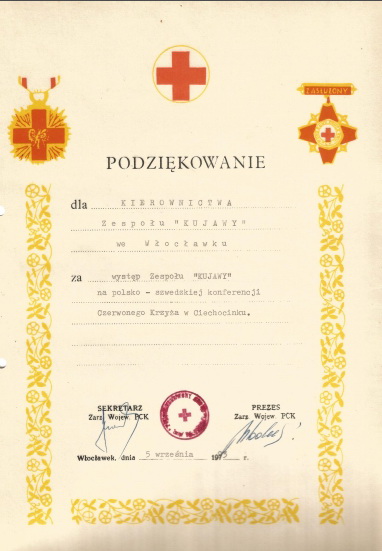 ZASŁUŻONY
PODZIĘKOWANIE
dla KIEROWNICTWA
Zespołu "KUJAWY"
we Włocławku
za występ Zespołu "KUJAWY"
na polsko - szwedzkiej konferencji
Czerwonego Krzyża w Ciechocinku.
SEKRETARZ
Zarz. Wojew. PCK
PREZES
Zarz. Wojew. PCK
Włocławek, dnia 5 września r.